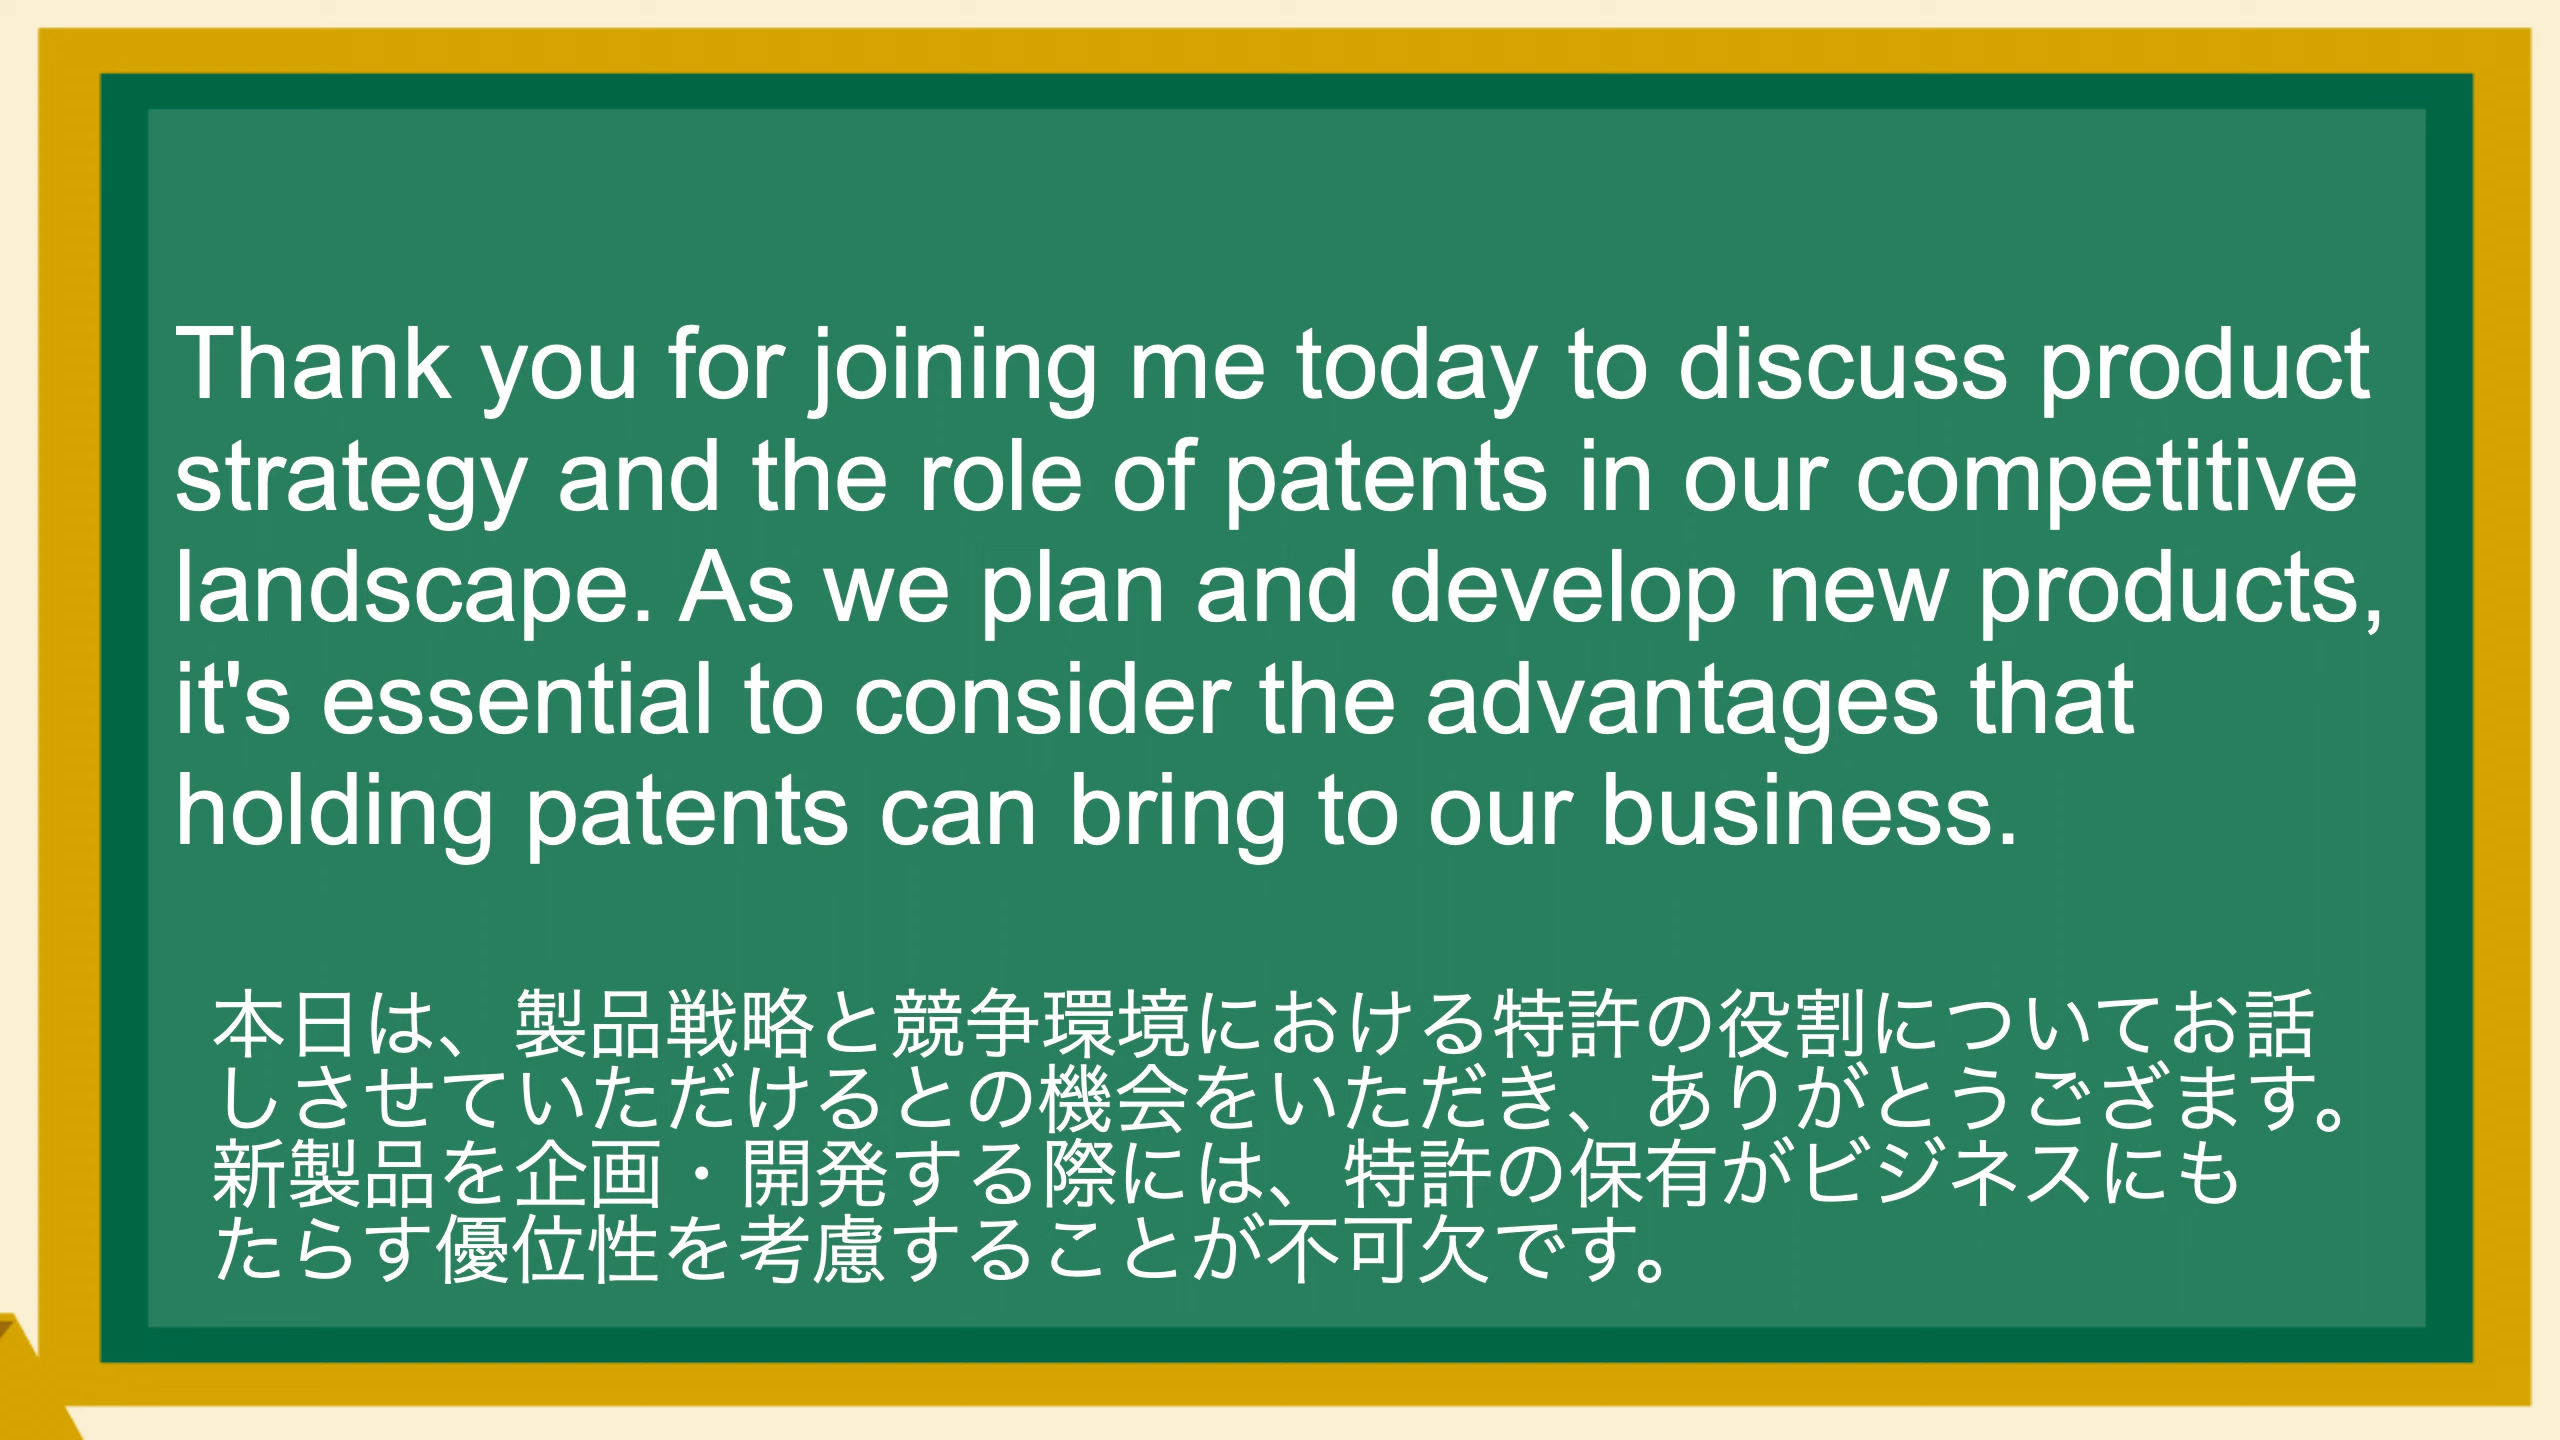 Thank you for joining me today to discuss product
strategy and the role of patents in our competitive
landscape. As we plan and develop new products,
it's essential to consider the advantages that
holding patents can bring to our business.
本日は、製品戦略と競争環境における特許の役割についてお話
しさせていただけるとの機会をいただき、ありがとうございます。
新製品を企画・開発する際には、特許の保有がビジネスにも
たらす優位性を考慮することが不可欠です。